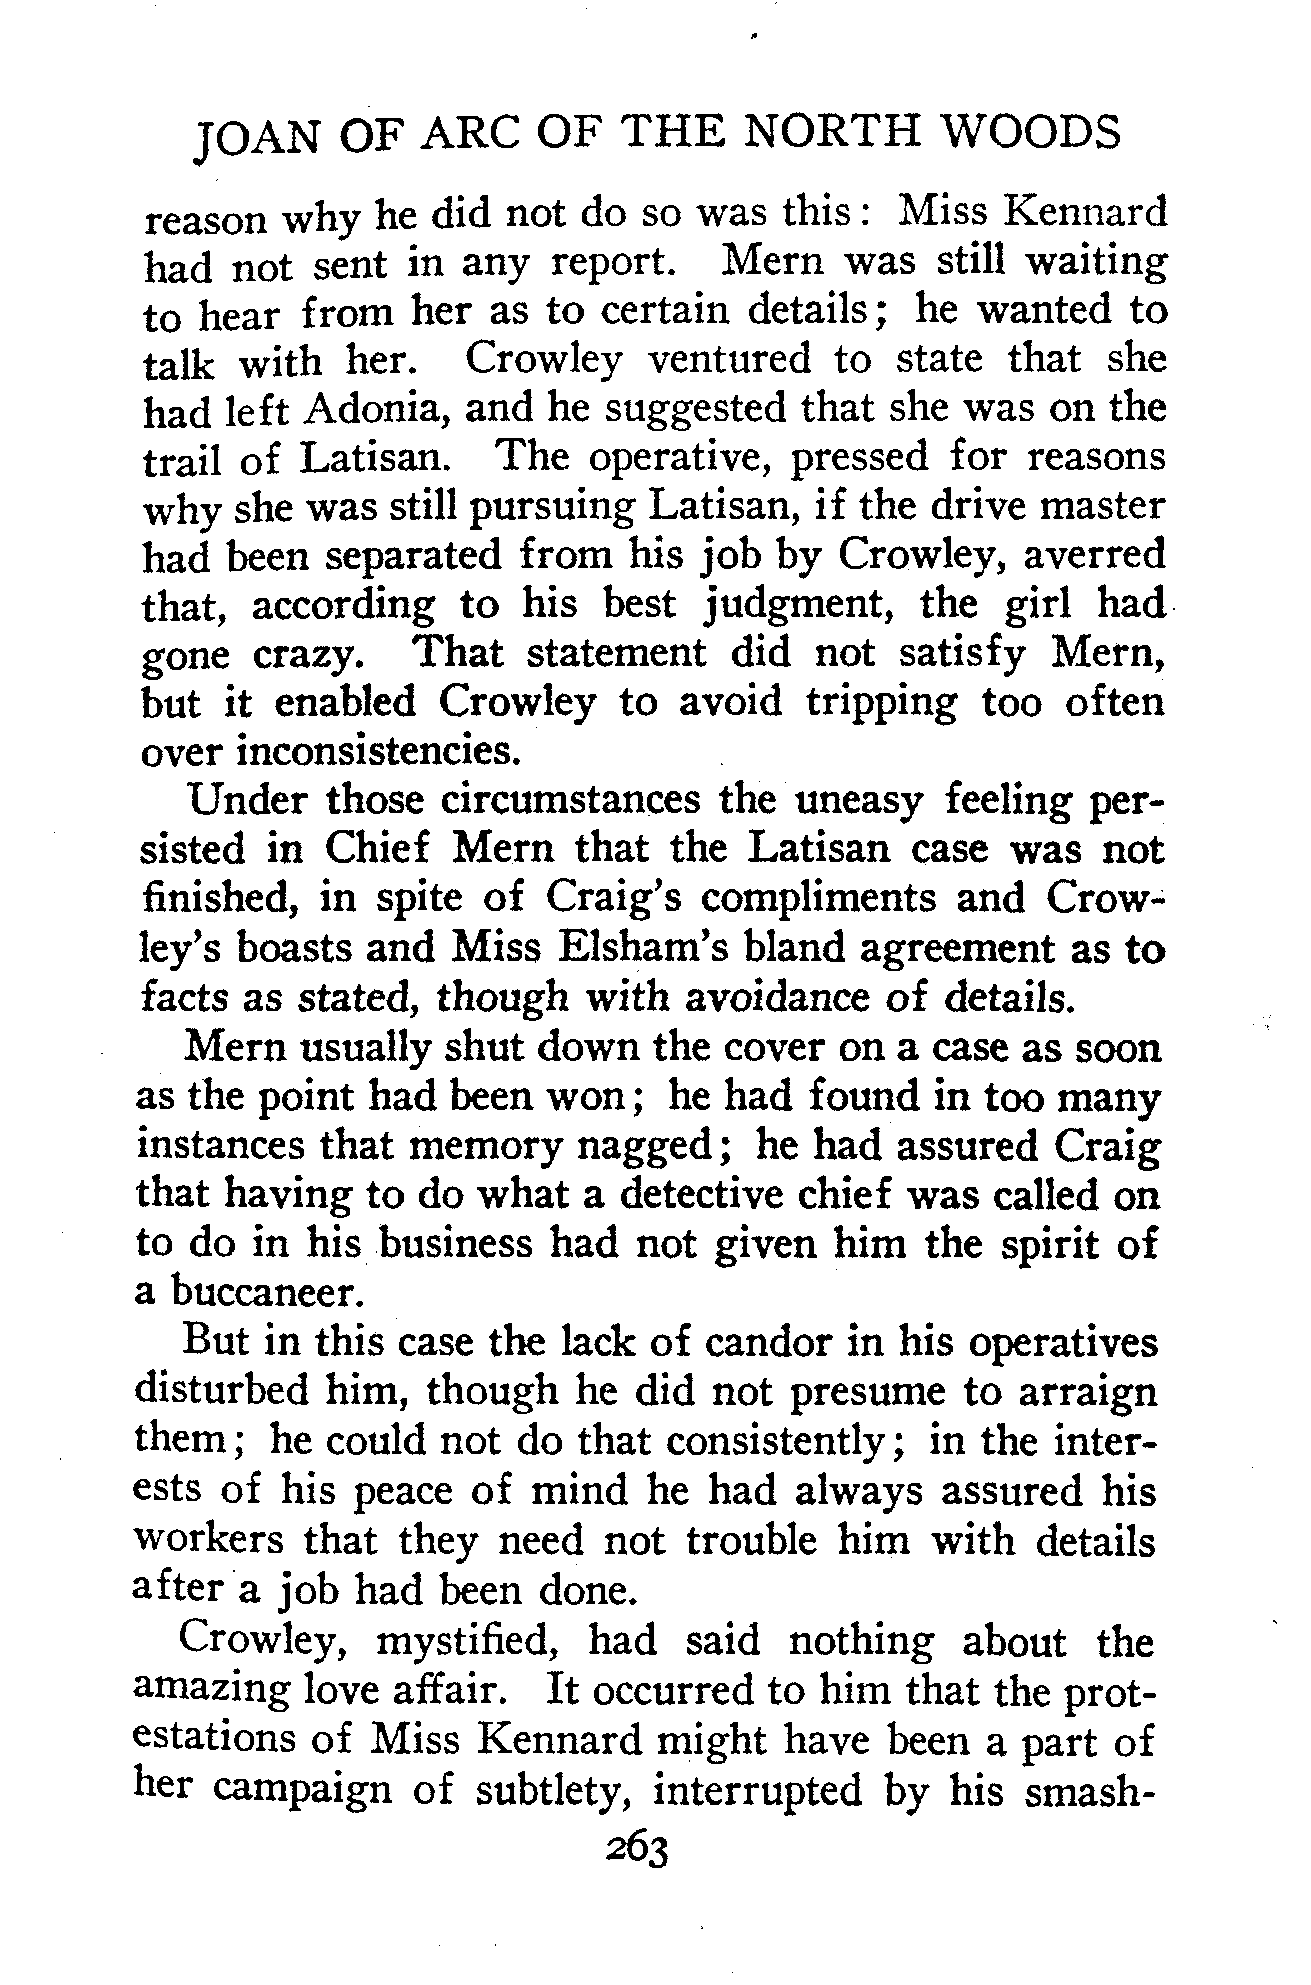 JOAN OF ARC OF THE NORTH WOODS
reason why he did not do so was this: Miss Kennard
had not sent in any report. Mern was still waiting
to hear from her as to certain details; he wanted to
talk with her. Crowley ventured to state that she
had left Adonia, and he suggested that she was on the
trail of Latisan. The operative, pressed for reasons
why she was still pursuing Latisan, if the drive master
had been separated from his job by Crowley, averred
that, according to his best judgment, the girl had
gone crazy. That statement did not satisfy Mern,
but it enabled Crowley to avoid tripping too often
over inconsistencies.
Under those circumstances the uneasy feeling per-
sisted in Chief Mern that the Latisan case was not
finished, in spite of Craig's compliments and Crow-
ley's boasts and Miss Elsham's bland agreement as to
facts as stated, though with avoidance of details.
Mern usually shut down the cover on a case as soon
as the point had been won; he had found in too many
instances that memory nagged; he had assured Craig
that having to do what a detective chief was called on
to do in his business had not given him the spirit of
a buccaneer.
But in this case the lack of candor in his operatives
disturbed him, though he did not presume to arraign
them; he could not do that consistently; in the inter-
ests of his peace of mind he had always assured his
workers that they need not trouble him with details
after a job had been done.
Crowley, mystified, had said nothing about the
amazing love affair. It occurred to him that the prot-
estations of Miss Kennard might have been a part of
her campaign of subtlety, interrupted by his smash-
263